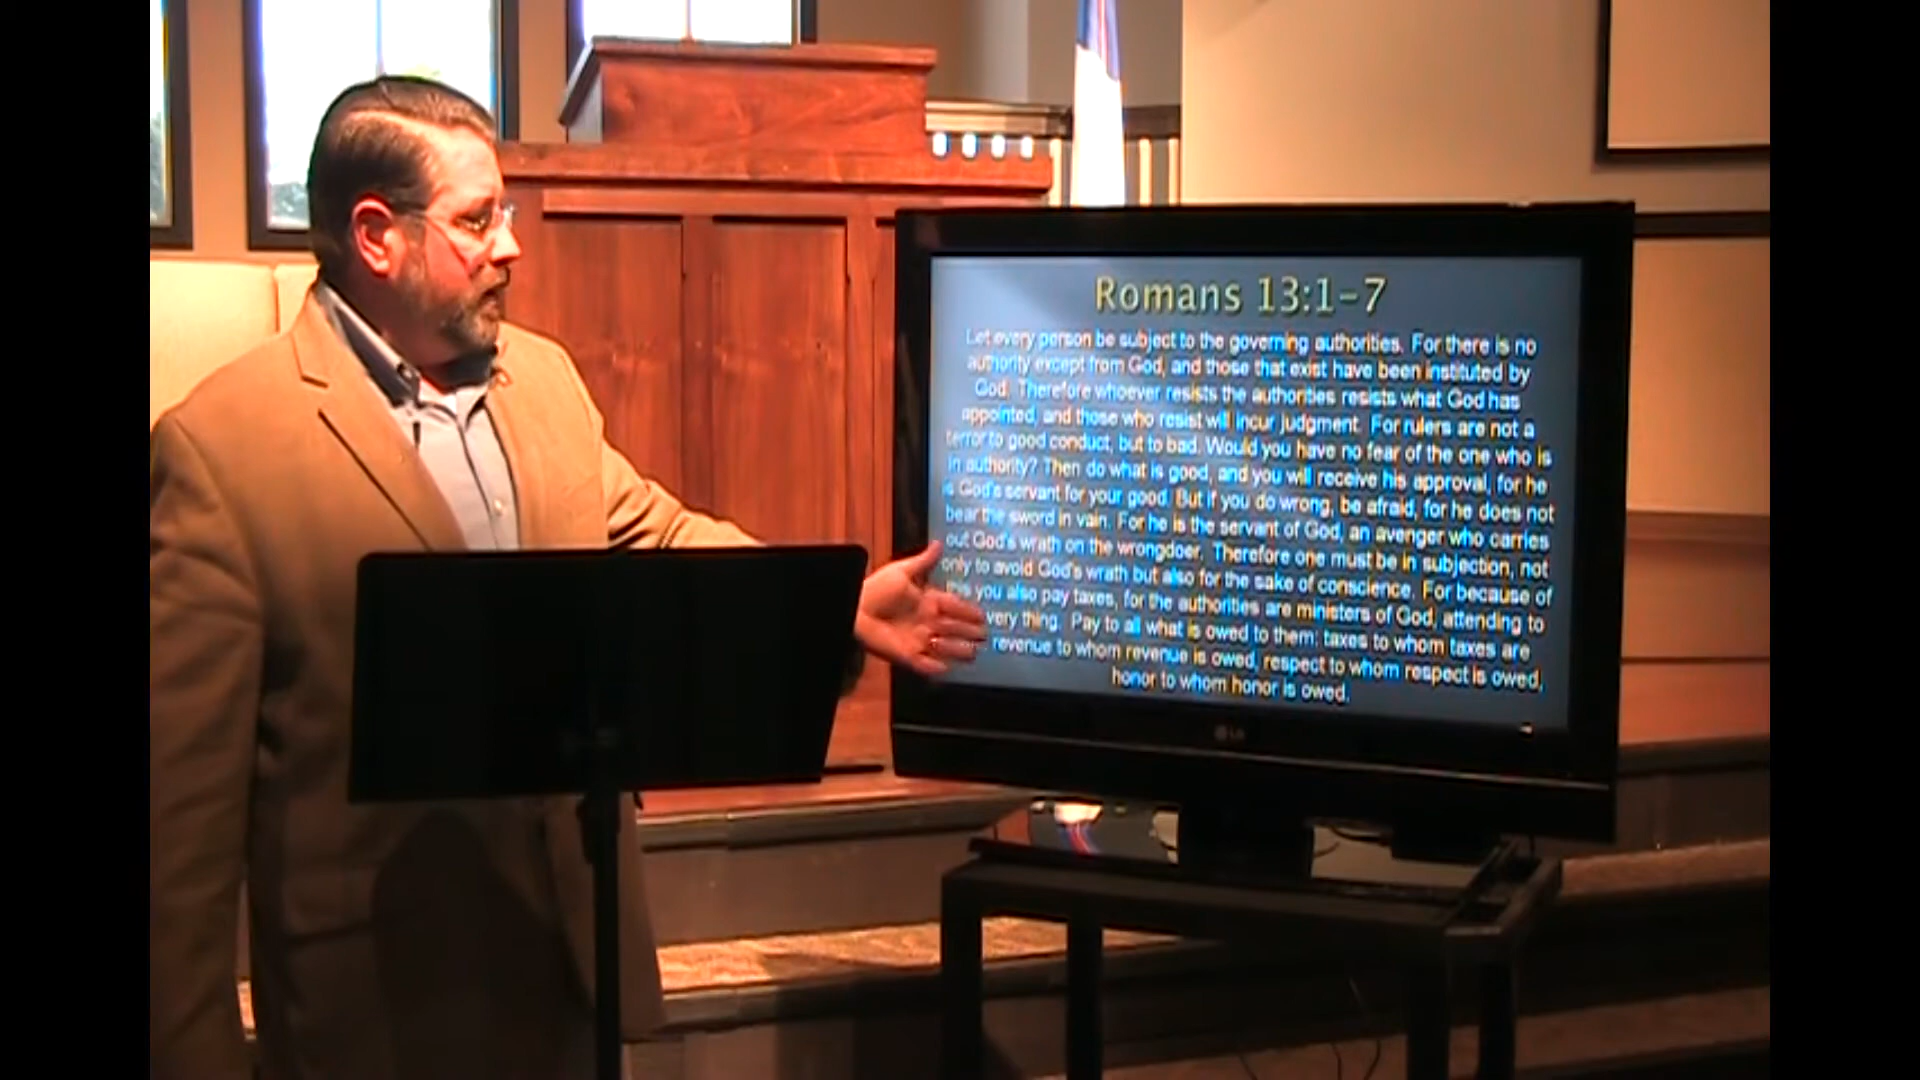 Romans 13:1-7
Let every person be subject to the governing authorities. For there is no
authority except from God, and those that exist have been instituted by
God. Therefore whoever resists the authorities resists what God has
appointed, and those who resist will incur judgment. For rulers are not a
terror to good conduct, but to bad. Would you have no fear of the one who is
in authority? Then do what is good, and you will receive his approval, for he
is God's servant for your good. But if you do wrong, be afraid, for he does not
bear the sword in vain. For he is the servant of God, an avenger who carries
out God's wrath on the wrongdoer. Therefore one must be in subjection, not
only to avoid God's wrath but also for the sake of conscience. For because of
this you also pay taxes, for the authorities are ministers of God, attending to
very thing. Pay to all what is owed to them: taxes to whom taxes are
revenue to whom revenue is owed, respect to whom respect is owed,
honor to whom honor is owed.
LG